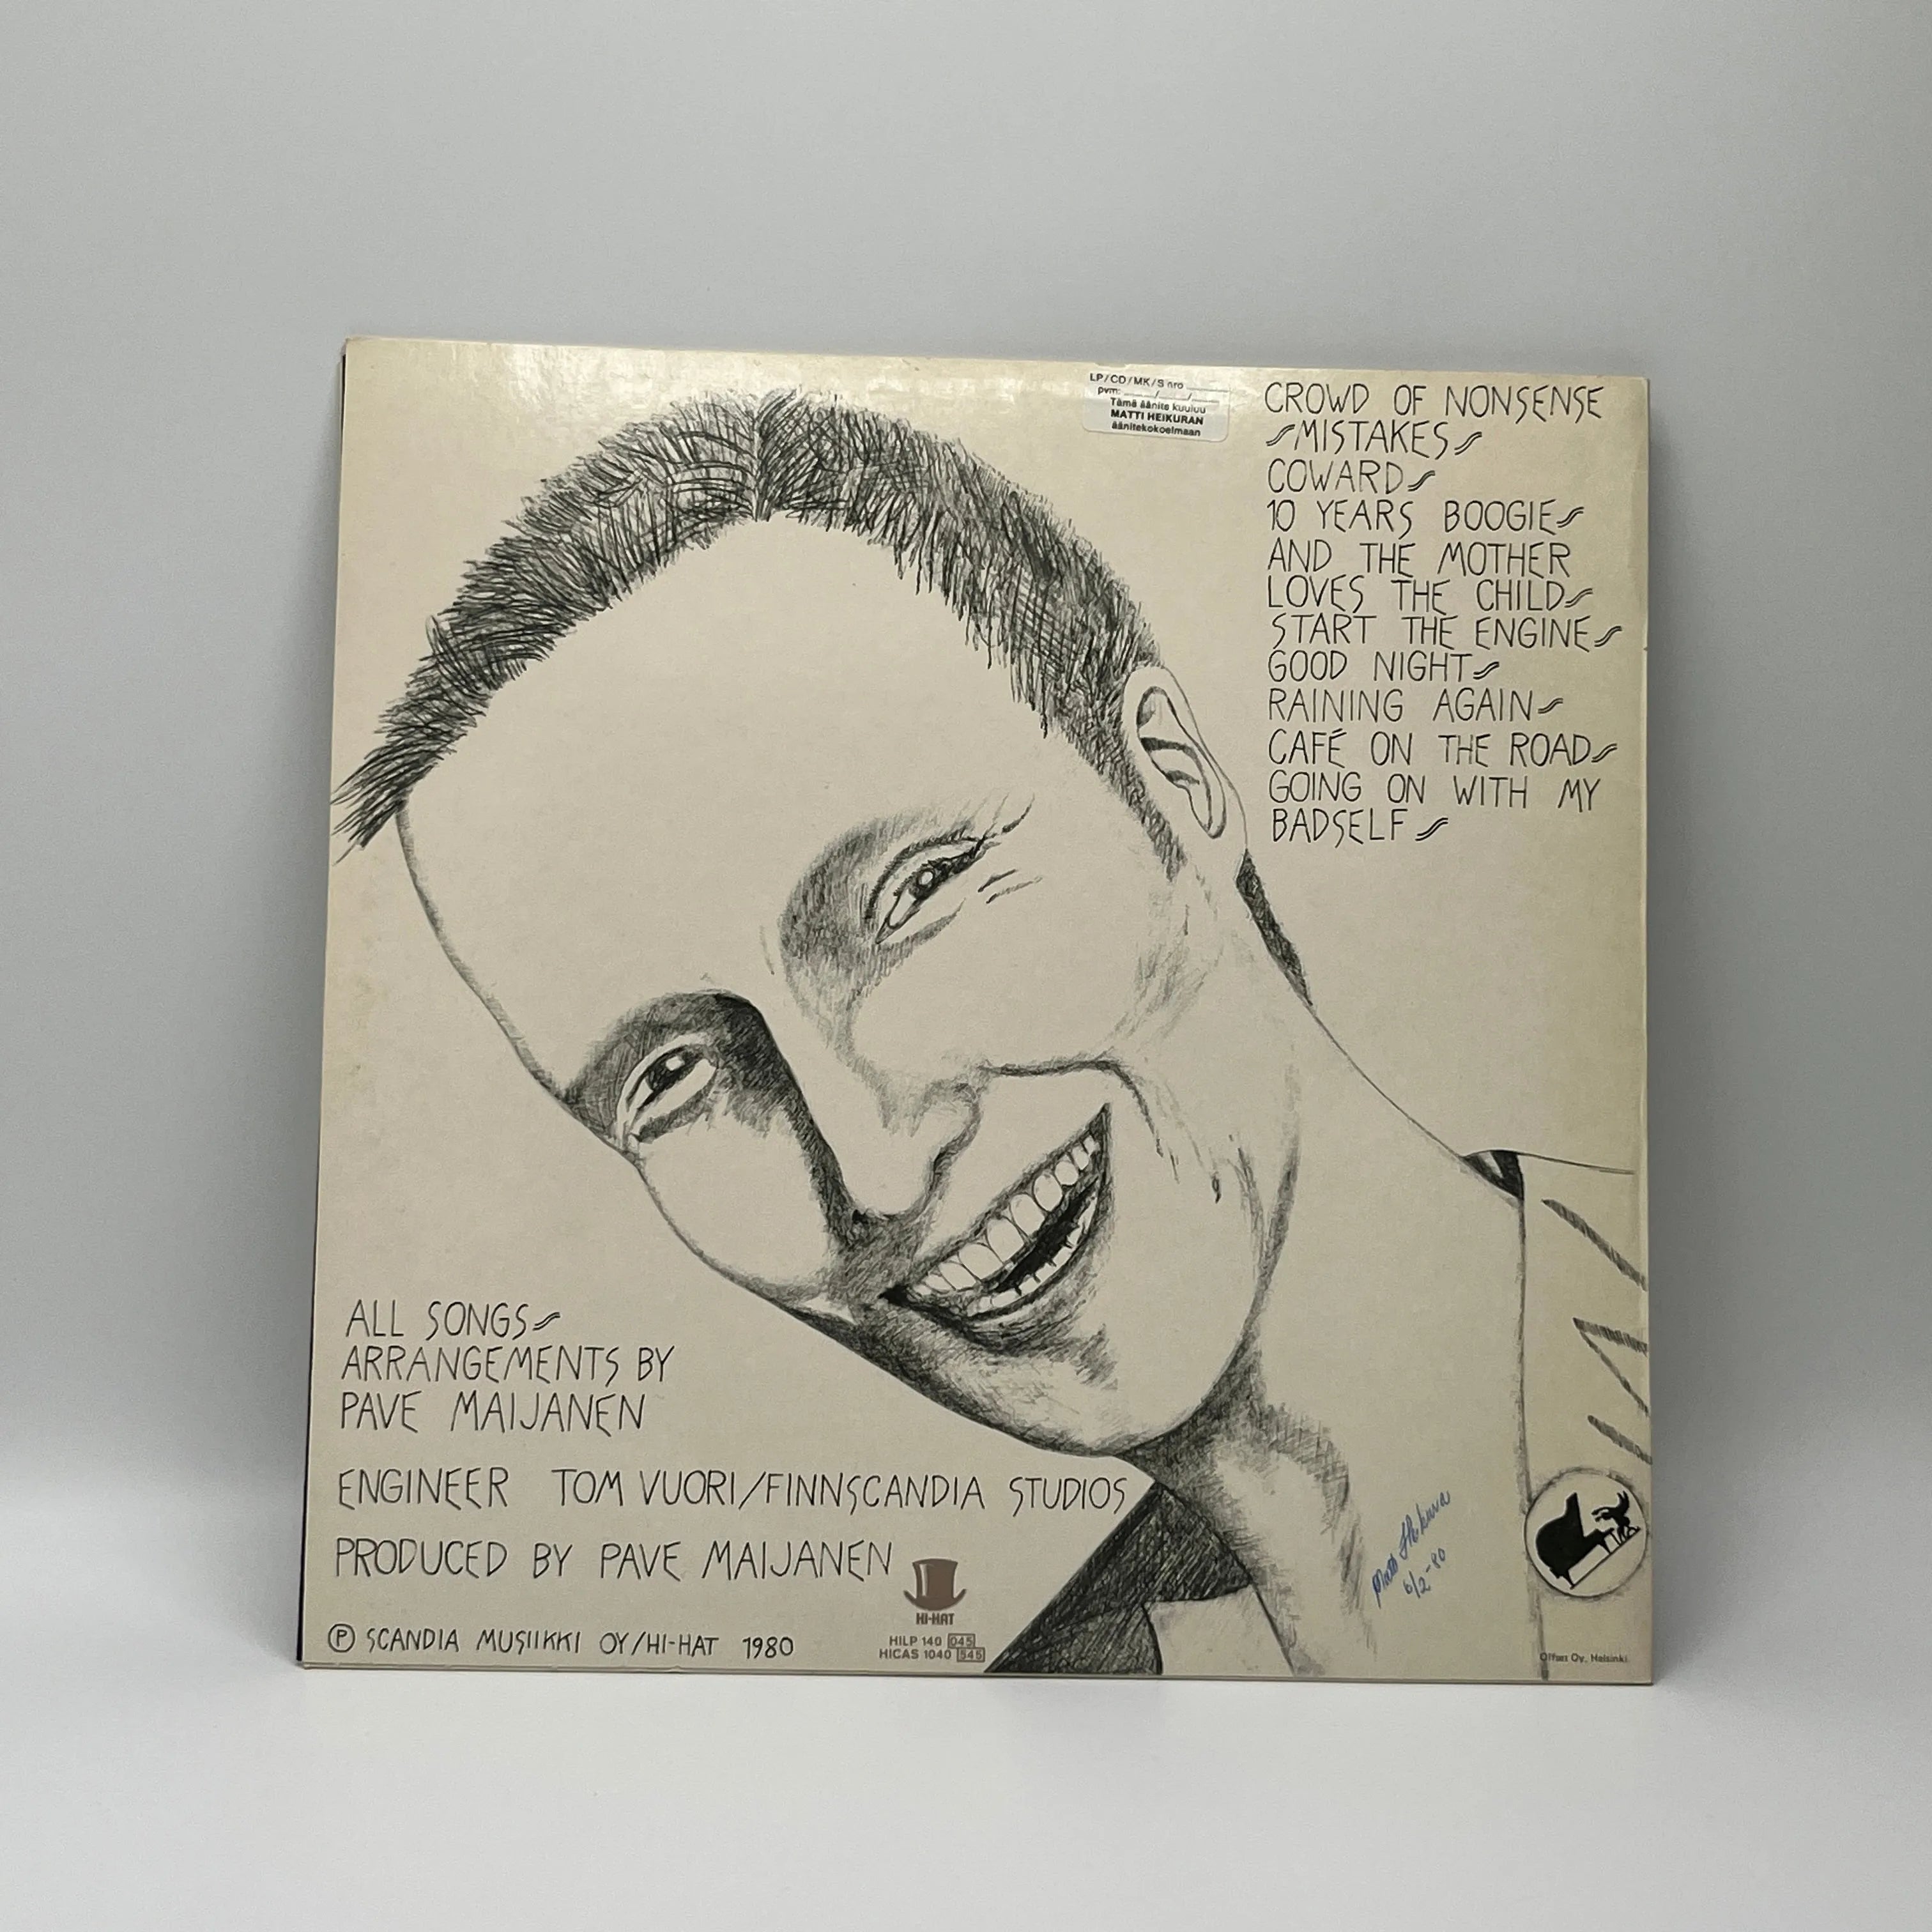 LP/CD/MK/S nro
pvm: / /
Tämä äänite kuuluu
MATTI HEIKURAN
äänitekokoelmaan
CROWD OF NONSENSE
MISTAKES
COWARD
10 YEARS BOOGIE
AND THE MOTHER
LOVES THE CHILD
START THE ENGINE
GOOD NIGHT
RAINING AGAIN
CAFÉ ON THE ROAD
GOING ON WITH MY
BADSELF
ALL SONGS
ARRANGEMENTS BY
PAVE MAIJANEN
ENGINEER TOM VUORI/FINNSCANDIA STUDIOS
PRODUCED BY PAVE MAIJANEN
HI-HAT
Ⓟ SCANDIA MUSIIKKI OY/HI-HAT 1980
HILP 140 045
HICAS 1040 545
6/2-80
Offset Oy, Helsinki